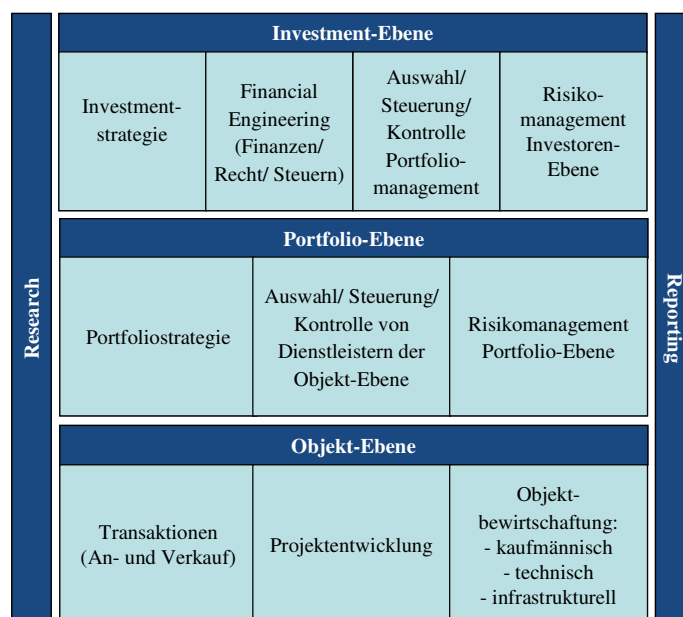 Research
Investment-Ebene
Investment-
strategie
Financial
Engineering
(Finanzen/
Recht/ Steuern)
Auswahl/
Steuerung/
Kontrolle
Portfolio-
management
Risiko-
management
Investoren-
Ebene
Portfolio-Ebene
Portfoliostrategie
Auswahl/ Steuerung/
Kontrolle von
Dienstleistern der
Objekt-Ebene
Risikomanagement
Portfolio-Ebene
Objekt-Ebene
Transaktionen
(An- und Verkauf)
Projektentwicklung
Objekt-
bewirtschaftung:
- kaufmännisch
- technisch
- infrastrukturell
Reporting